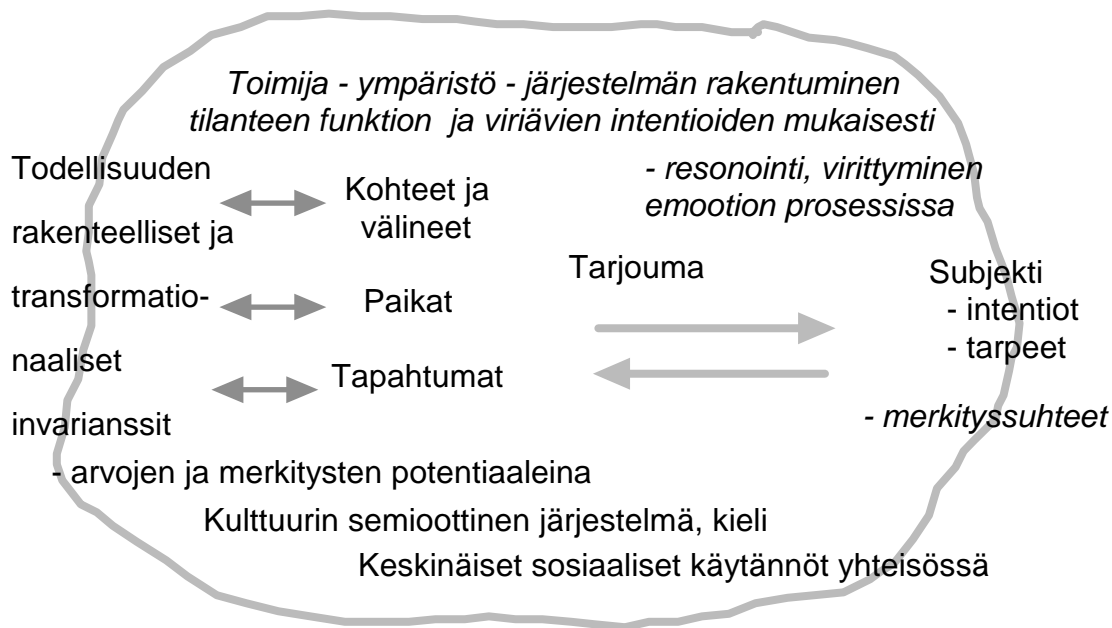 Toimija - ympäristö - järjestelmän rakentuminen
tilanteen funktion ja viriävien intentioiden mukaisesti
Todellisuuden
rakenteelliset ja
transformatio-
naaliset
invarianssit
- arvojen ja merkitysten potentiaaleina
Kohteet ja
välineet
Paikat
Tapahtumat
- resonointi, virittyminen
emootion prosessissa
Tarjouma
Subjekti
- intentiot
- tarpeet
- merkityssuhteet
Kulttuurin semioottinen järjestelmä, kieli
Keskinäiset sosiaaliset käytännöt yhteisössä